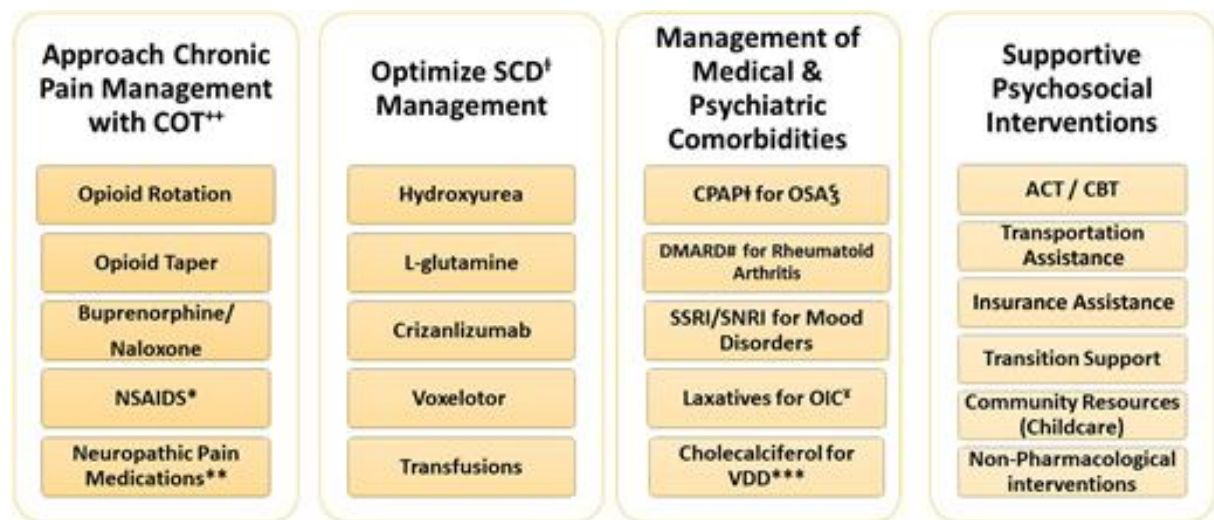 Approach Chronic
Pain Management
with COT⁺⁺
Opioid Rotation
Opioid Taper
Buprenorphine/
Naloxone
NSAIDS*
Neuropathic Pain
Medications**
Optimize SCDƗ
Management
Hydroxyurea
L-glutamine
Crizanlizumab
Voxelotor
Transfusions
Management of
Medical &
Psychiatric
Comorbidities
CPAPƗ for OSA§
DMARD# for Rheumatoid
Arthritis
SSRI/SNRI for Mood
Disorders
Laxatives for OIC¥
Cholecalciferol for
VDD***
Supportive
Psychosocial
Interventions
ACT / CBT
Transportation
Assistance
Insurance Assistance
Transition Support
Community Resources
(Childcare)
Non-Pharmacological
interventions